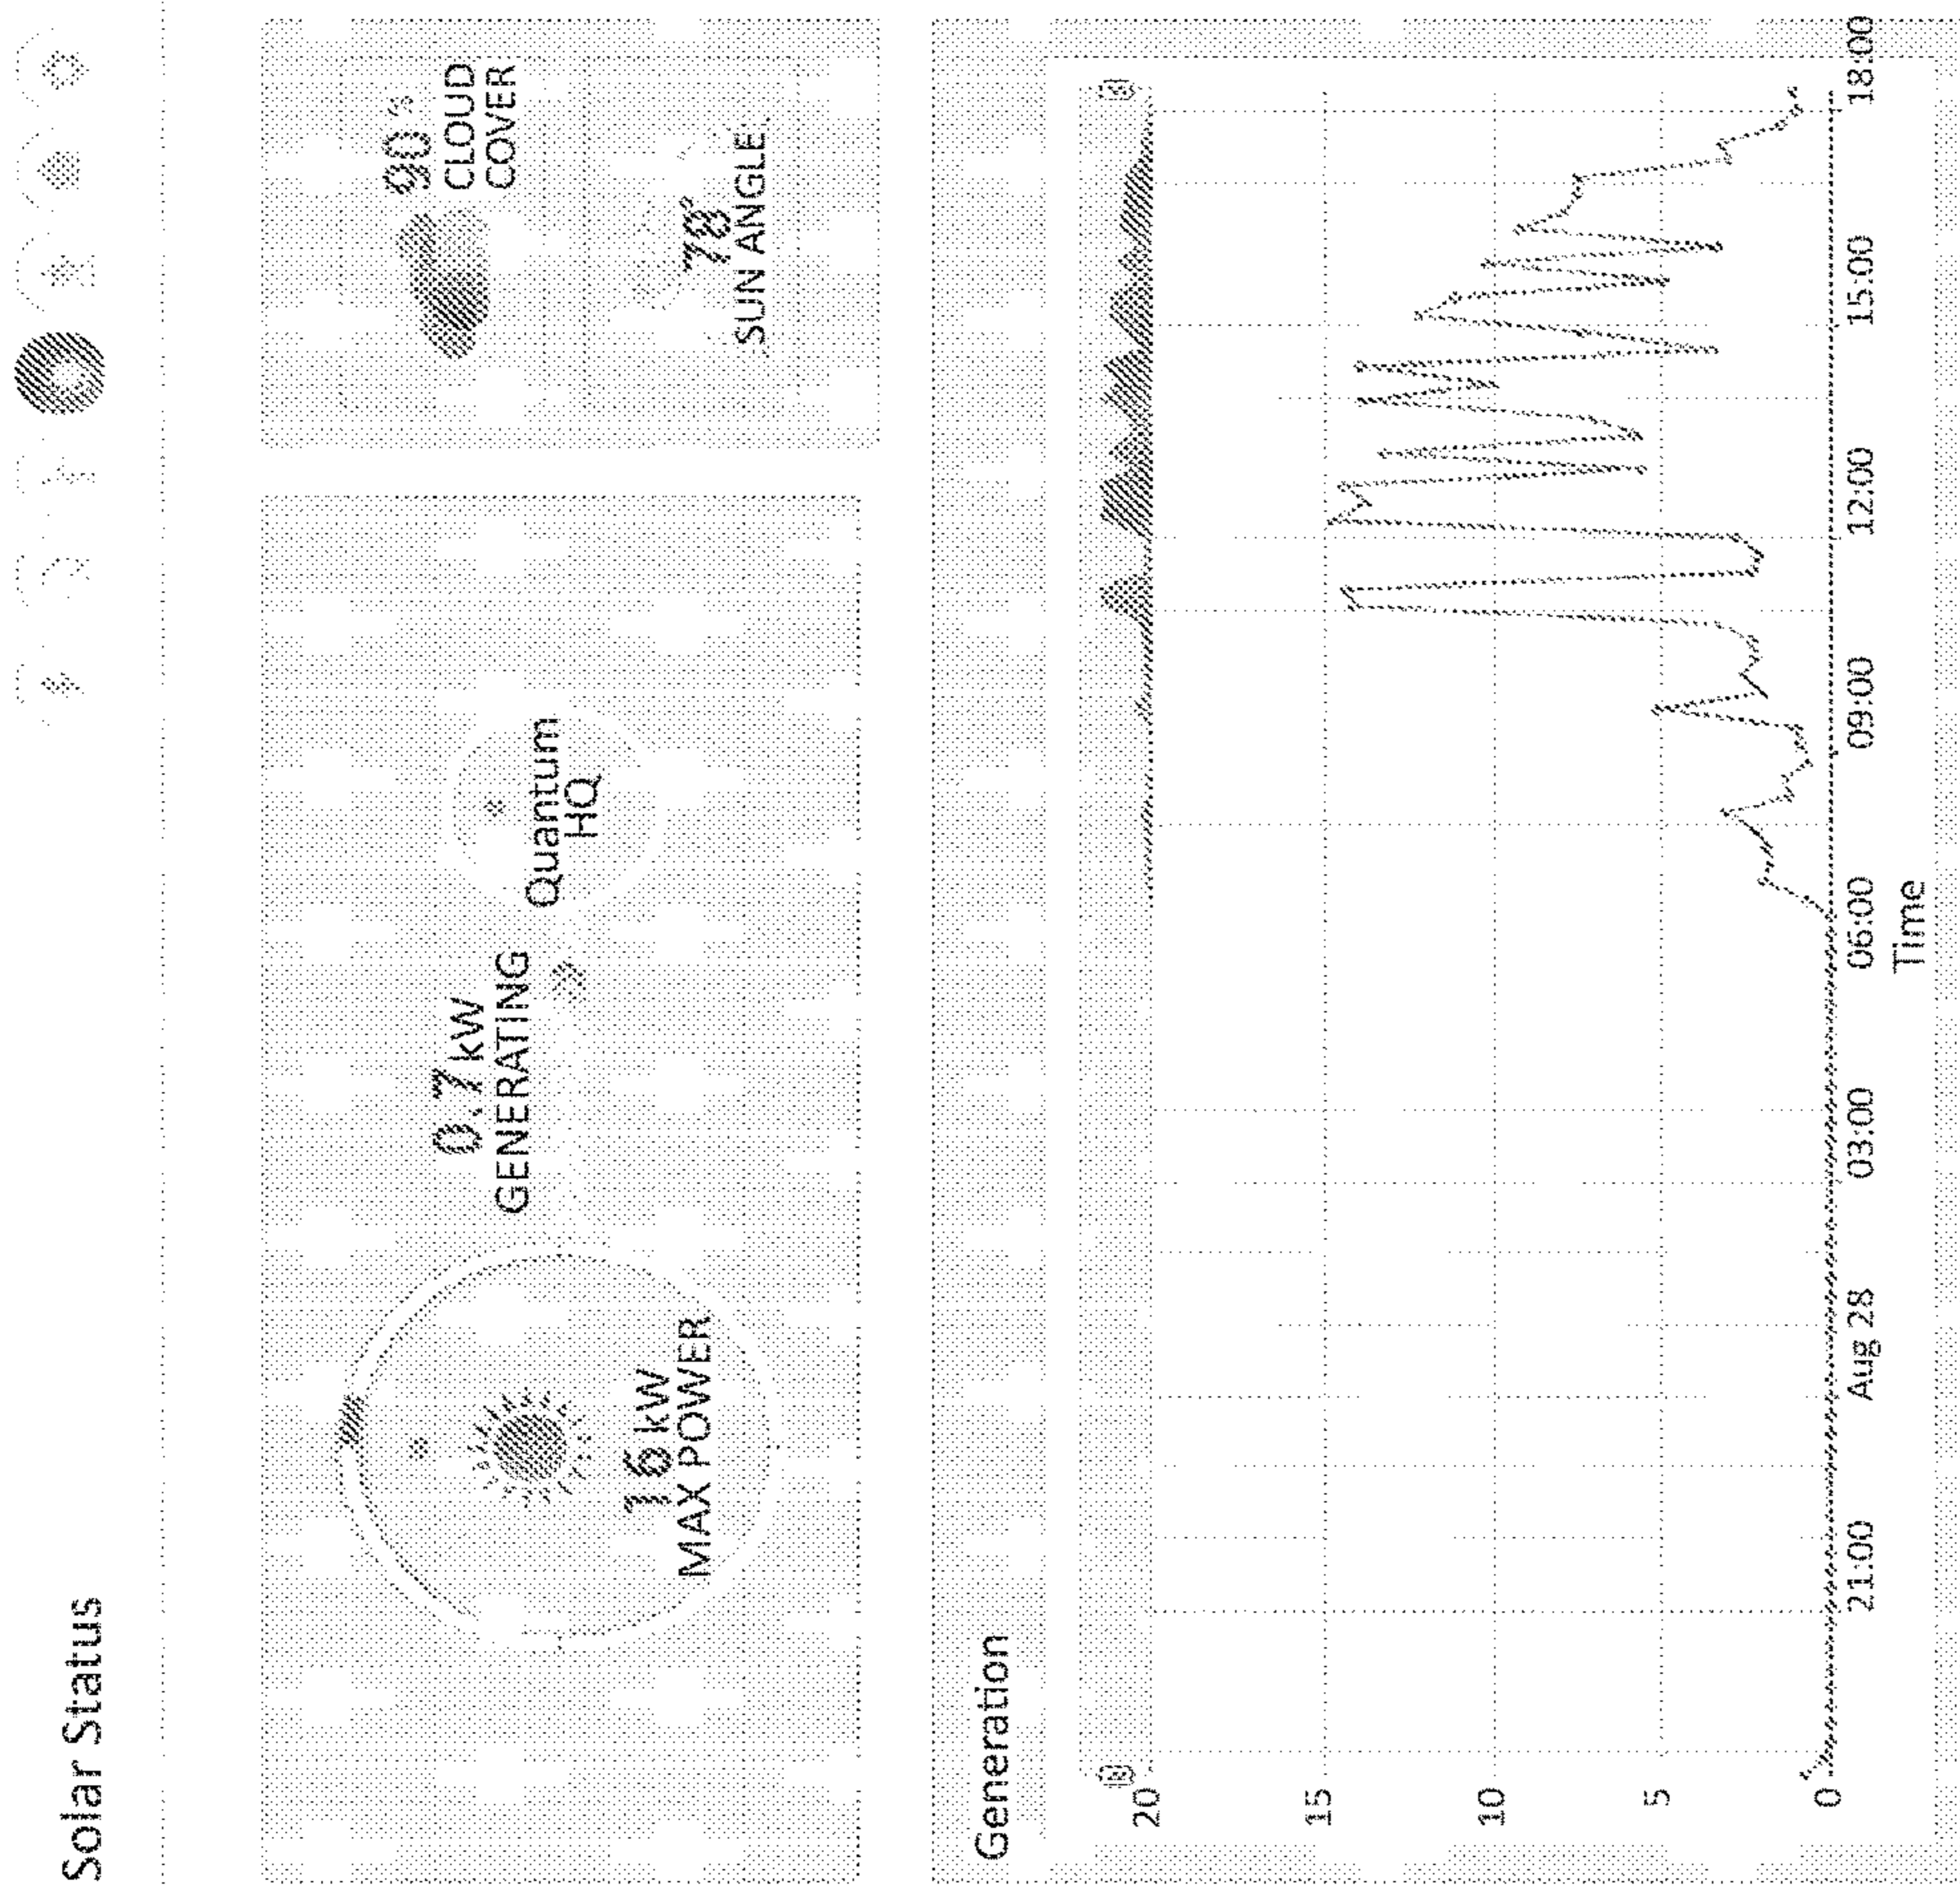 Solar Status
0.7 kW
GENERATING
16 kW
MAX POWER
Quantum
HQ
90%
CLOUD
COVER
78°
SUN ANGLE
Generation
20
15
10
5
0
21:00
Aug 28
03:00
06:00
09:00
12:00
15:00
18:00
Time